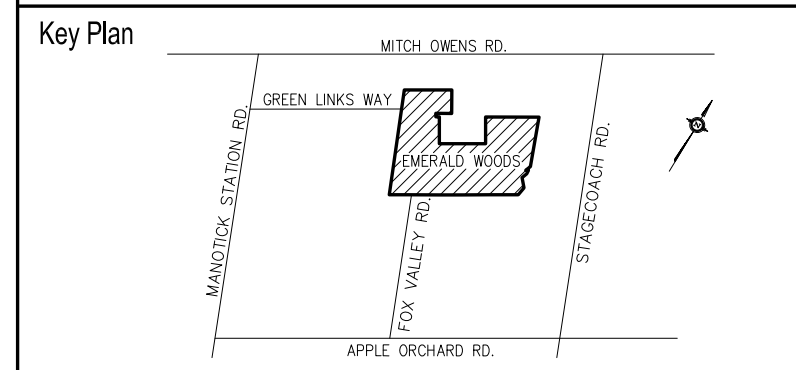 Key Plan
MITCH OWENS RD.
GREEN LINKS WAY
MANOTICK STATION RD.
EMERALD WOODS
STAGECOACH RD.
FOX VALLEY RD.
APPLE ORCHARD RD.
N